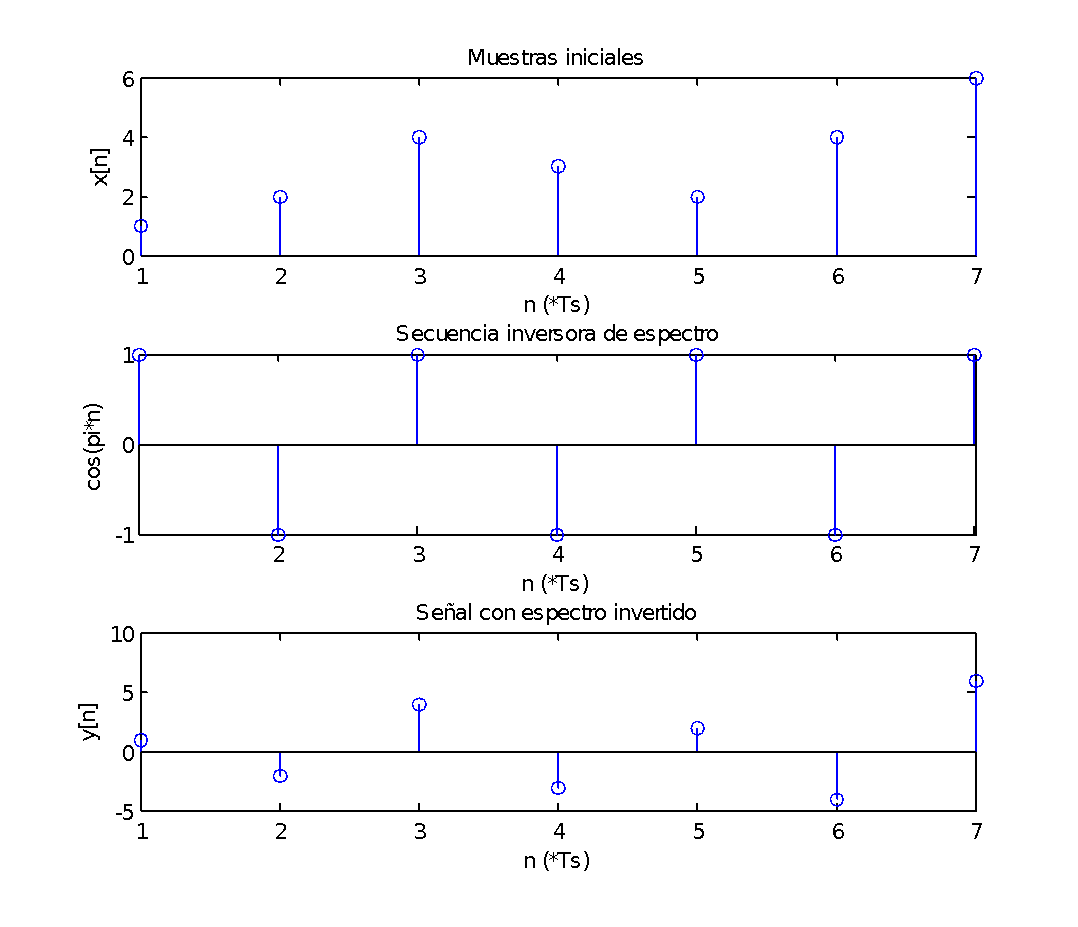 Muestras iniciales
6
4
2
0
x[n]
1 2 3 4 5 6 7
n (*Ts)
Secuencia inversora de espectro
1
0
-1
cos(pi*n)
2 3 4 5 6 7
n (*Ts)
Señal con espectro invertido
10
5
0
-5
y[n]
1 2 3 4 5 6 7
n (*Ts)